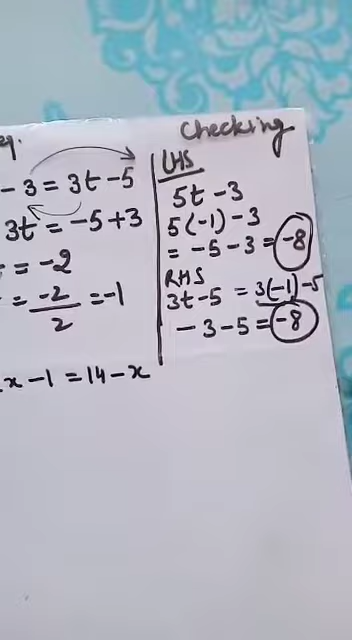 Checking
eq.
- 3 = 3t - 5
3t = -5 + 3
= -2
= -2/2 = -1
x - 1 = 14 - x
LHS
5t - 3
5(-1) - 3
= -5 - 3 = -8
RHS
3t - 5 = 3(-1) - 5
- 3 - 5 = -8